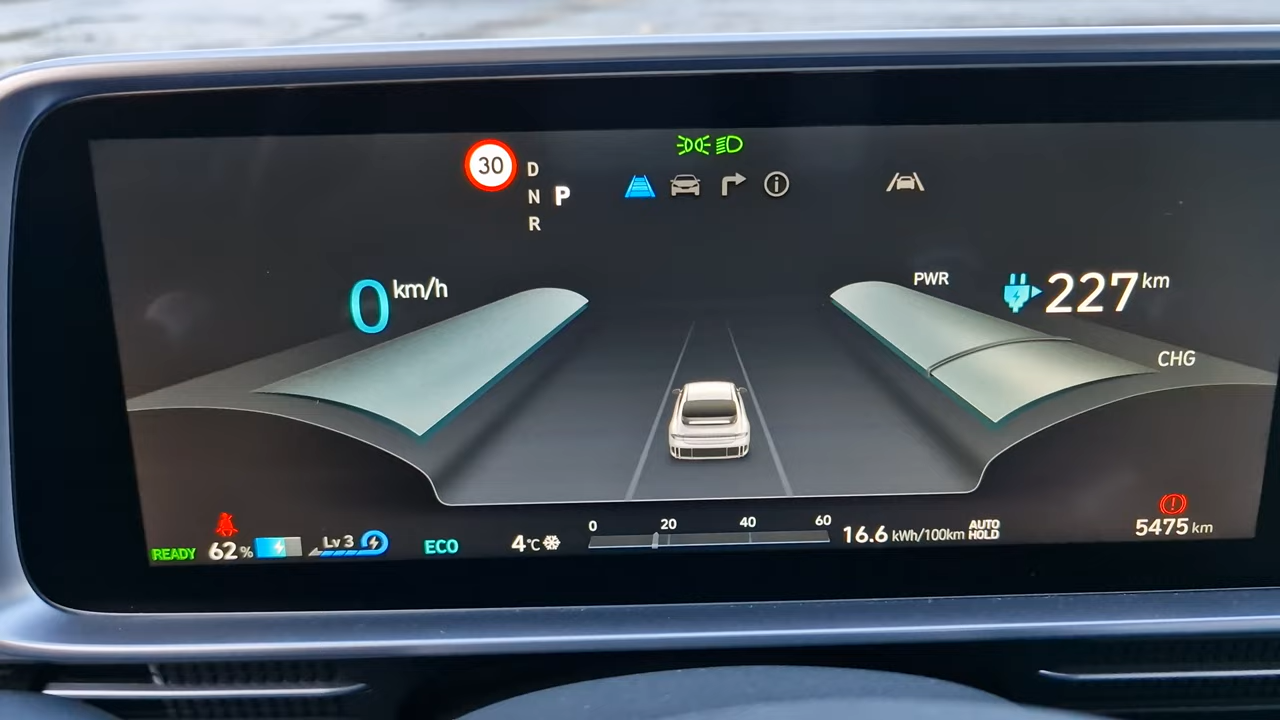 30
D
N P
R
0 km/h
PWR
227 km
CHG
READY 62% Lv 3 ECO 4°C
0 20 40 60
16.6 kWh/100km AUTO HOLD
5475 km